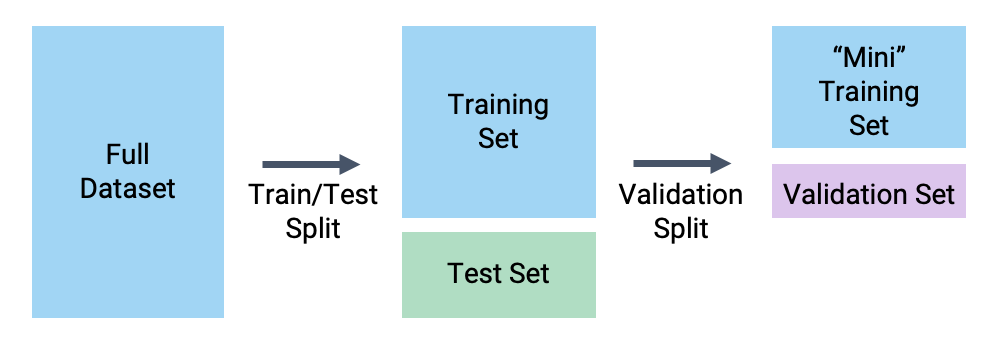 Full
Dataset
Train/Test
Split
Training
Set
Test Set
Validation
Split
“Mini”
Training
Set
Validation Set